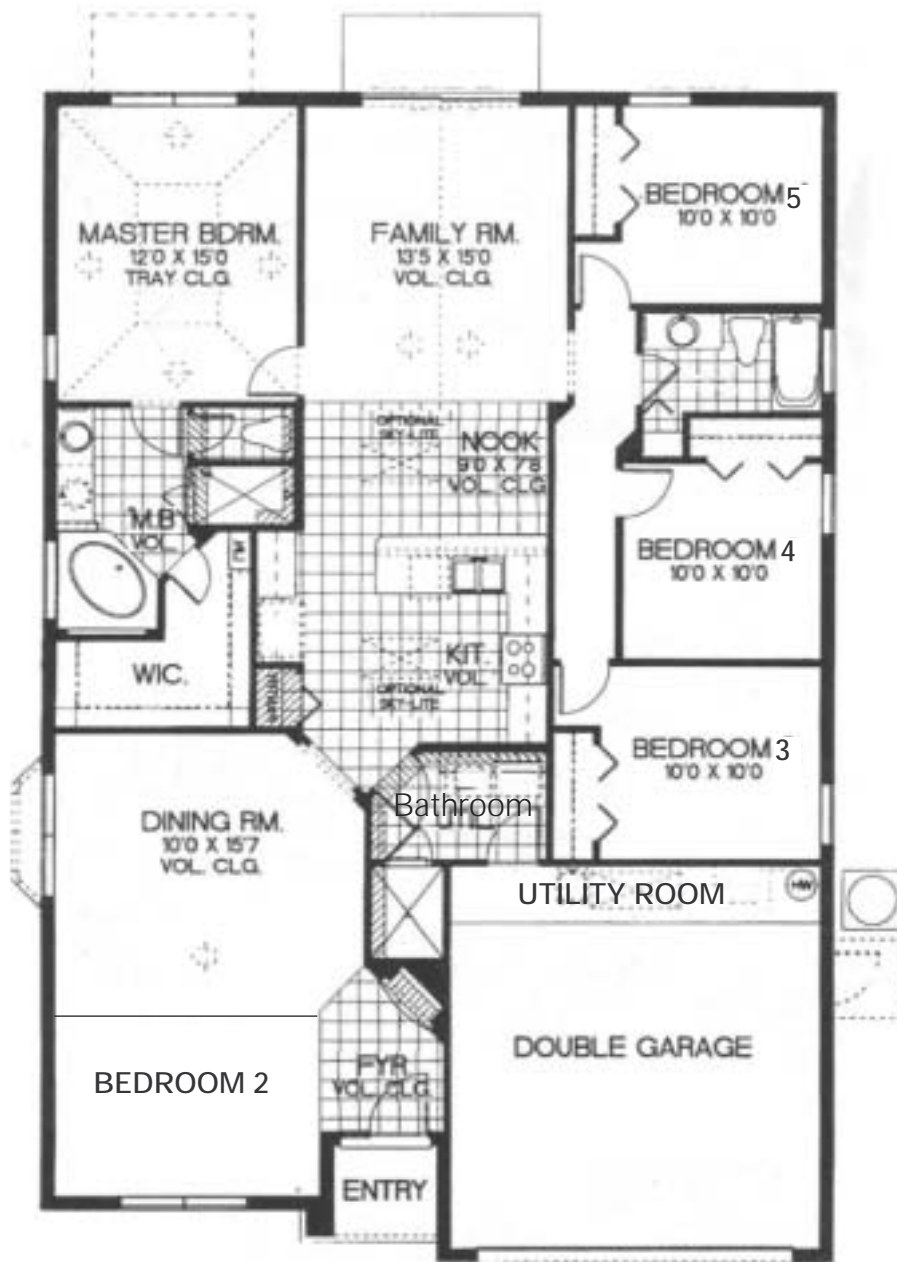 MASTER BDRM.
12'0 X 15'0
TRAY CLG.
FAMILY RM.
13'5 X 15'0
VOL. CLG.
BEDROOM 5
10'0 X 10'0
OPTIONAL
SKY-LITE
NOOK
9'0 X 7'8
VOL. CLG
M.B
VOL.
BEDROOM 4
10'0 X 10'0
WIC.
KIT
VOL.
OPTIONAL
SKY-LITE
BEDROOM 3
10'0 X 10'0
Bathroom
DINING RM.
10'0 X 15'7
VOL. CLG.
UTILITY ROOM
HW
DOUBLE GARAGE
BEDROOM 2
FYR
VOL. CLG
ENTRY